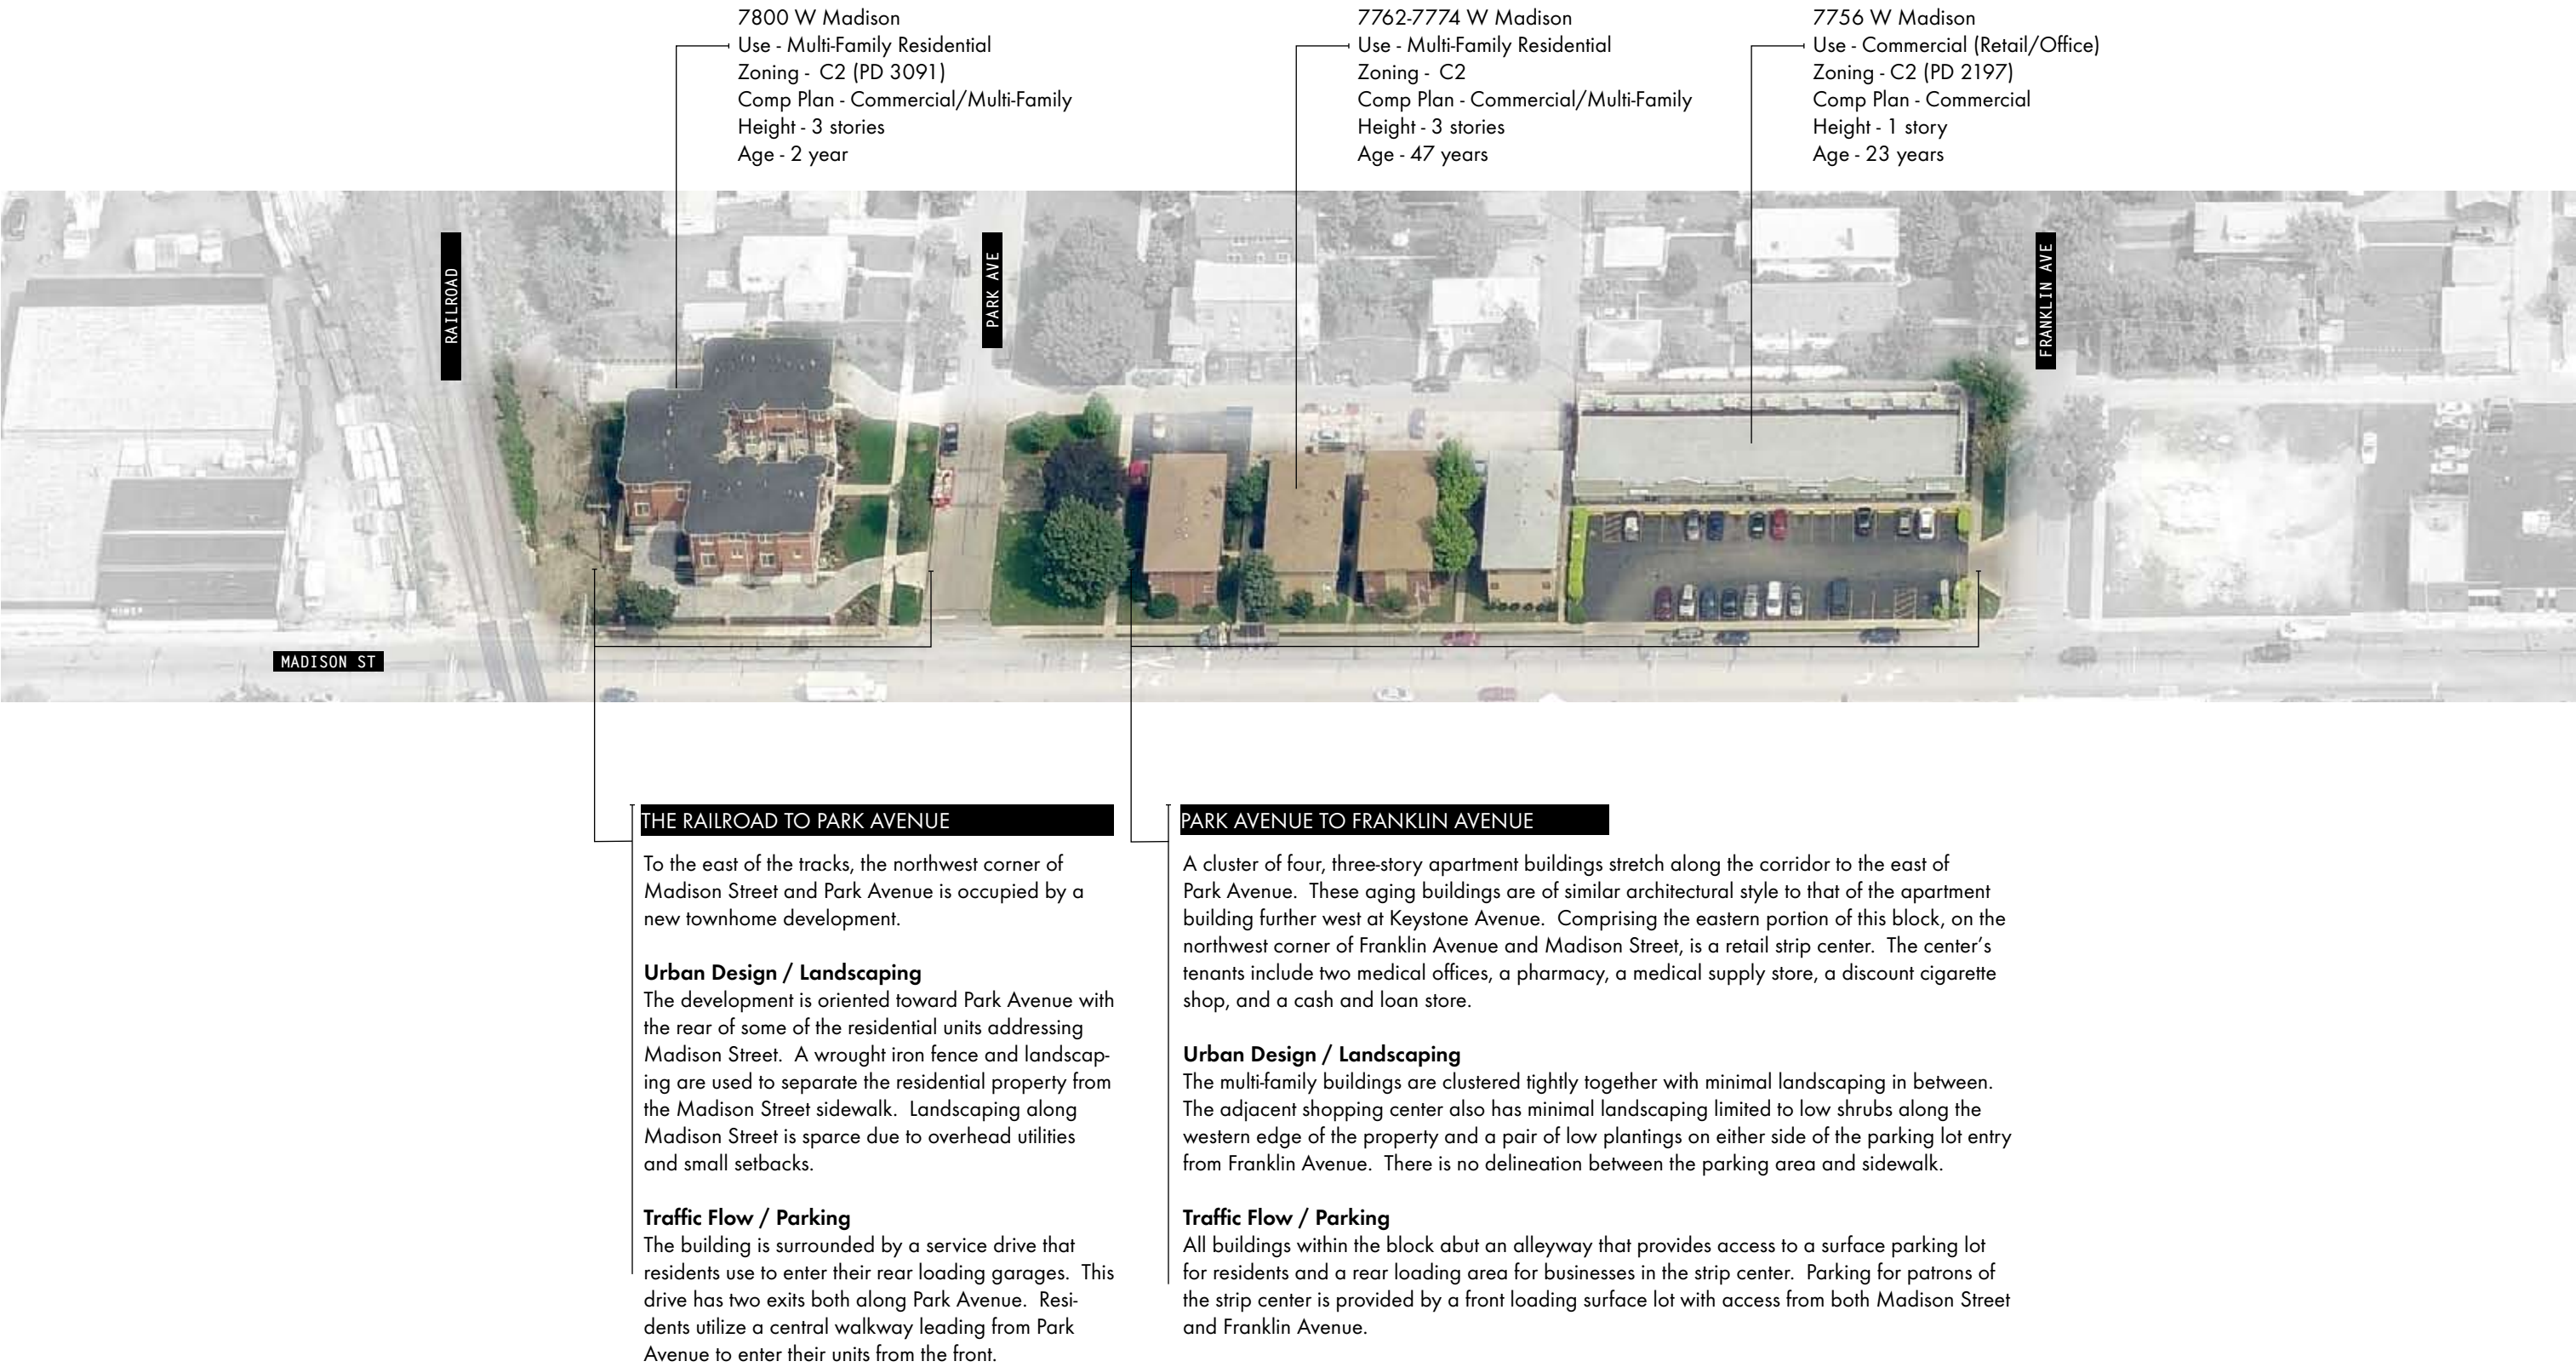 7800 W Madison
Use - Multi-Family Residential
Zoning - C2 (PD 3091)
Comp Plan - Commercial/Multi-Family
Height - 3 stories
Age - 2 year
7762-7774 W Madison
Use - Multi-Family Residential
Zoning - C2
Comp Plan - Commercial/Multi-Family
Height - 3 stories
Age - 47 years
7756 W Madison
Use - Commercial (Retail/Office)
Zoning - C2 (PD 2197)
Comp Plan - Commercial
Height - 1 story
Age - 23 years
RAILROAD
PARK AVE
FRANKLIN AVE
MADISON ST
THE RAILROAD TO PARK AVENUE
To the east of the tracks, the northwest corner of
Madison Street and Park Avenue is occupied by a
new townhome development.
Urban Design / Landscaping
The development is oriented toward Park Avenue with
the rear of some of the residential units addressing
Madison Street. A wrought iron fence and landscap-
ing are used to separate the residential property from
the Madison Street sidewalk. Landscaping along
Madison Street is sparce due to overhead utilities
and small setbacks.
Traffic Flow / Parking
The building is surrounded by a service drive that
residents use to enter their rear loading garages. This
drive has two exits both along Park Avenue. Resi-
dents utilize a central walkway leading from Park
Avenue to enter their units from the front.
PARK AVENUE TO FRANKLIN AVENUE
A cluster of four, three-story apartment buildings stretch along the corridor to the east of
Park Avenue. These aging buildings are of similar architectural style to that of the apartment
building further west at Keystone Avenue. Comprising the eastern portion of this block, on the
northwest corner of Franklin Avenue and Madison Street, is a retail strip center. The center's
tenants include two medical offices, a pharmacy, a medical supply store, a discount cigarette
shop, and a cash and loan store.
Urban Design / Landscaping
The multi-family buildings are clustered tightly together with minimal landscaping in between.
The adjacent shopping center also has minimal landscaping limited to low shrubs along the
western edge of the property and a pair of low plantings on either side of the parking lot entry
from Franklin Avenue. There is no delineation between the parking area and sidewalk.
Traffic Flow / Parking
All buildings within the block abut an alleyway that provides access to a surface parking lot
for residents and a rear loading area for businesses in the strip center. Parking for patrons of
the strip center is provided by a front loading surface lot with access from both Madison Street
and Franklin Avenue.